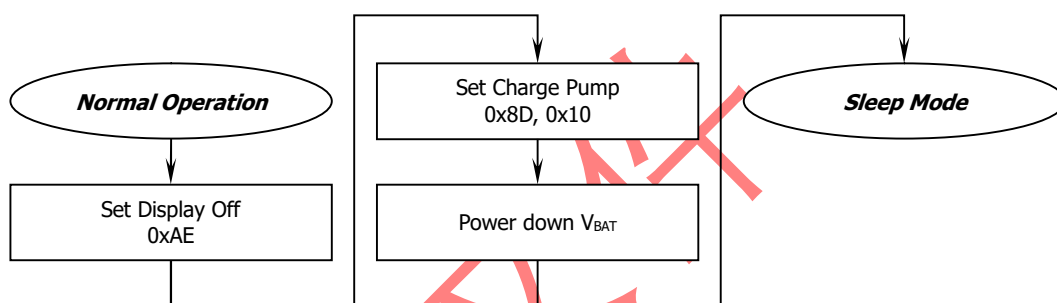 Normal Operation
Set Display Off
0xAE
Set Charge Pump
0x8D, 0x10
Power down VBAT
Sleep Mode